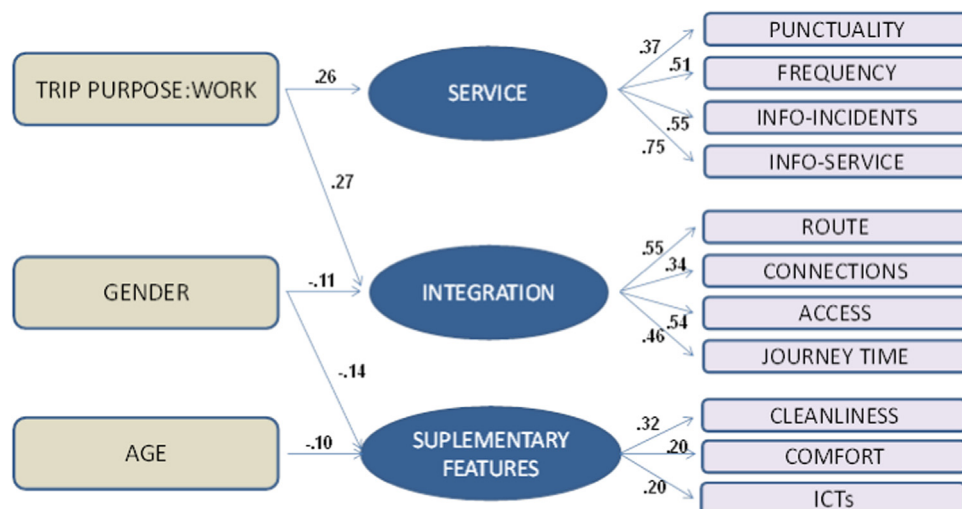 PUNCTUALITY
.37
TRIP PURPOSE:WORK
.26
SERVICE
.51
FREQUENCY
.55
INFO-INCIDENTS
.75
INFO-SERVICE
.27
ROUTE
.55
GENDER
-.11
INTEGRATION
.34
CONNECTIONS
.54
ACCESS
.46
JOURNEY TIME
-.14
CLEANLINESS
.32
AGE
-.10
SUPLEMENTARY
FEATURES
.20
COMFORT
.20
ICTs